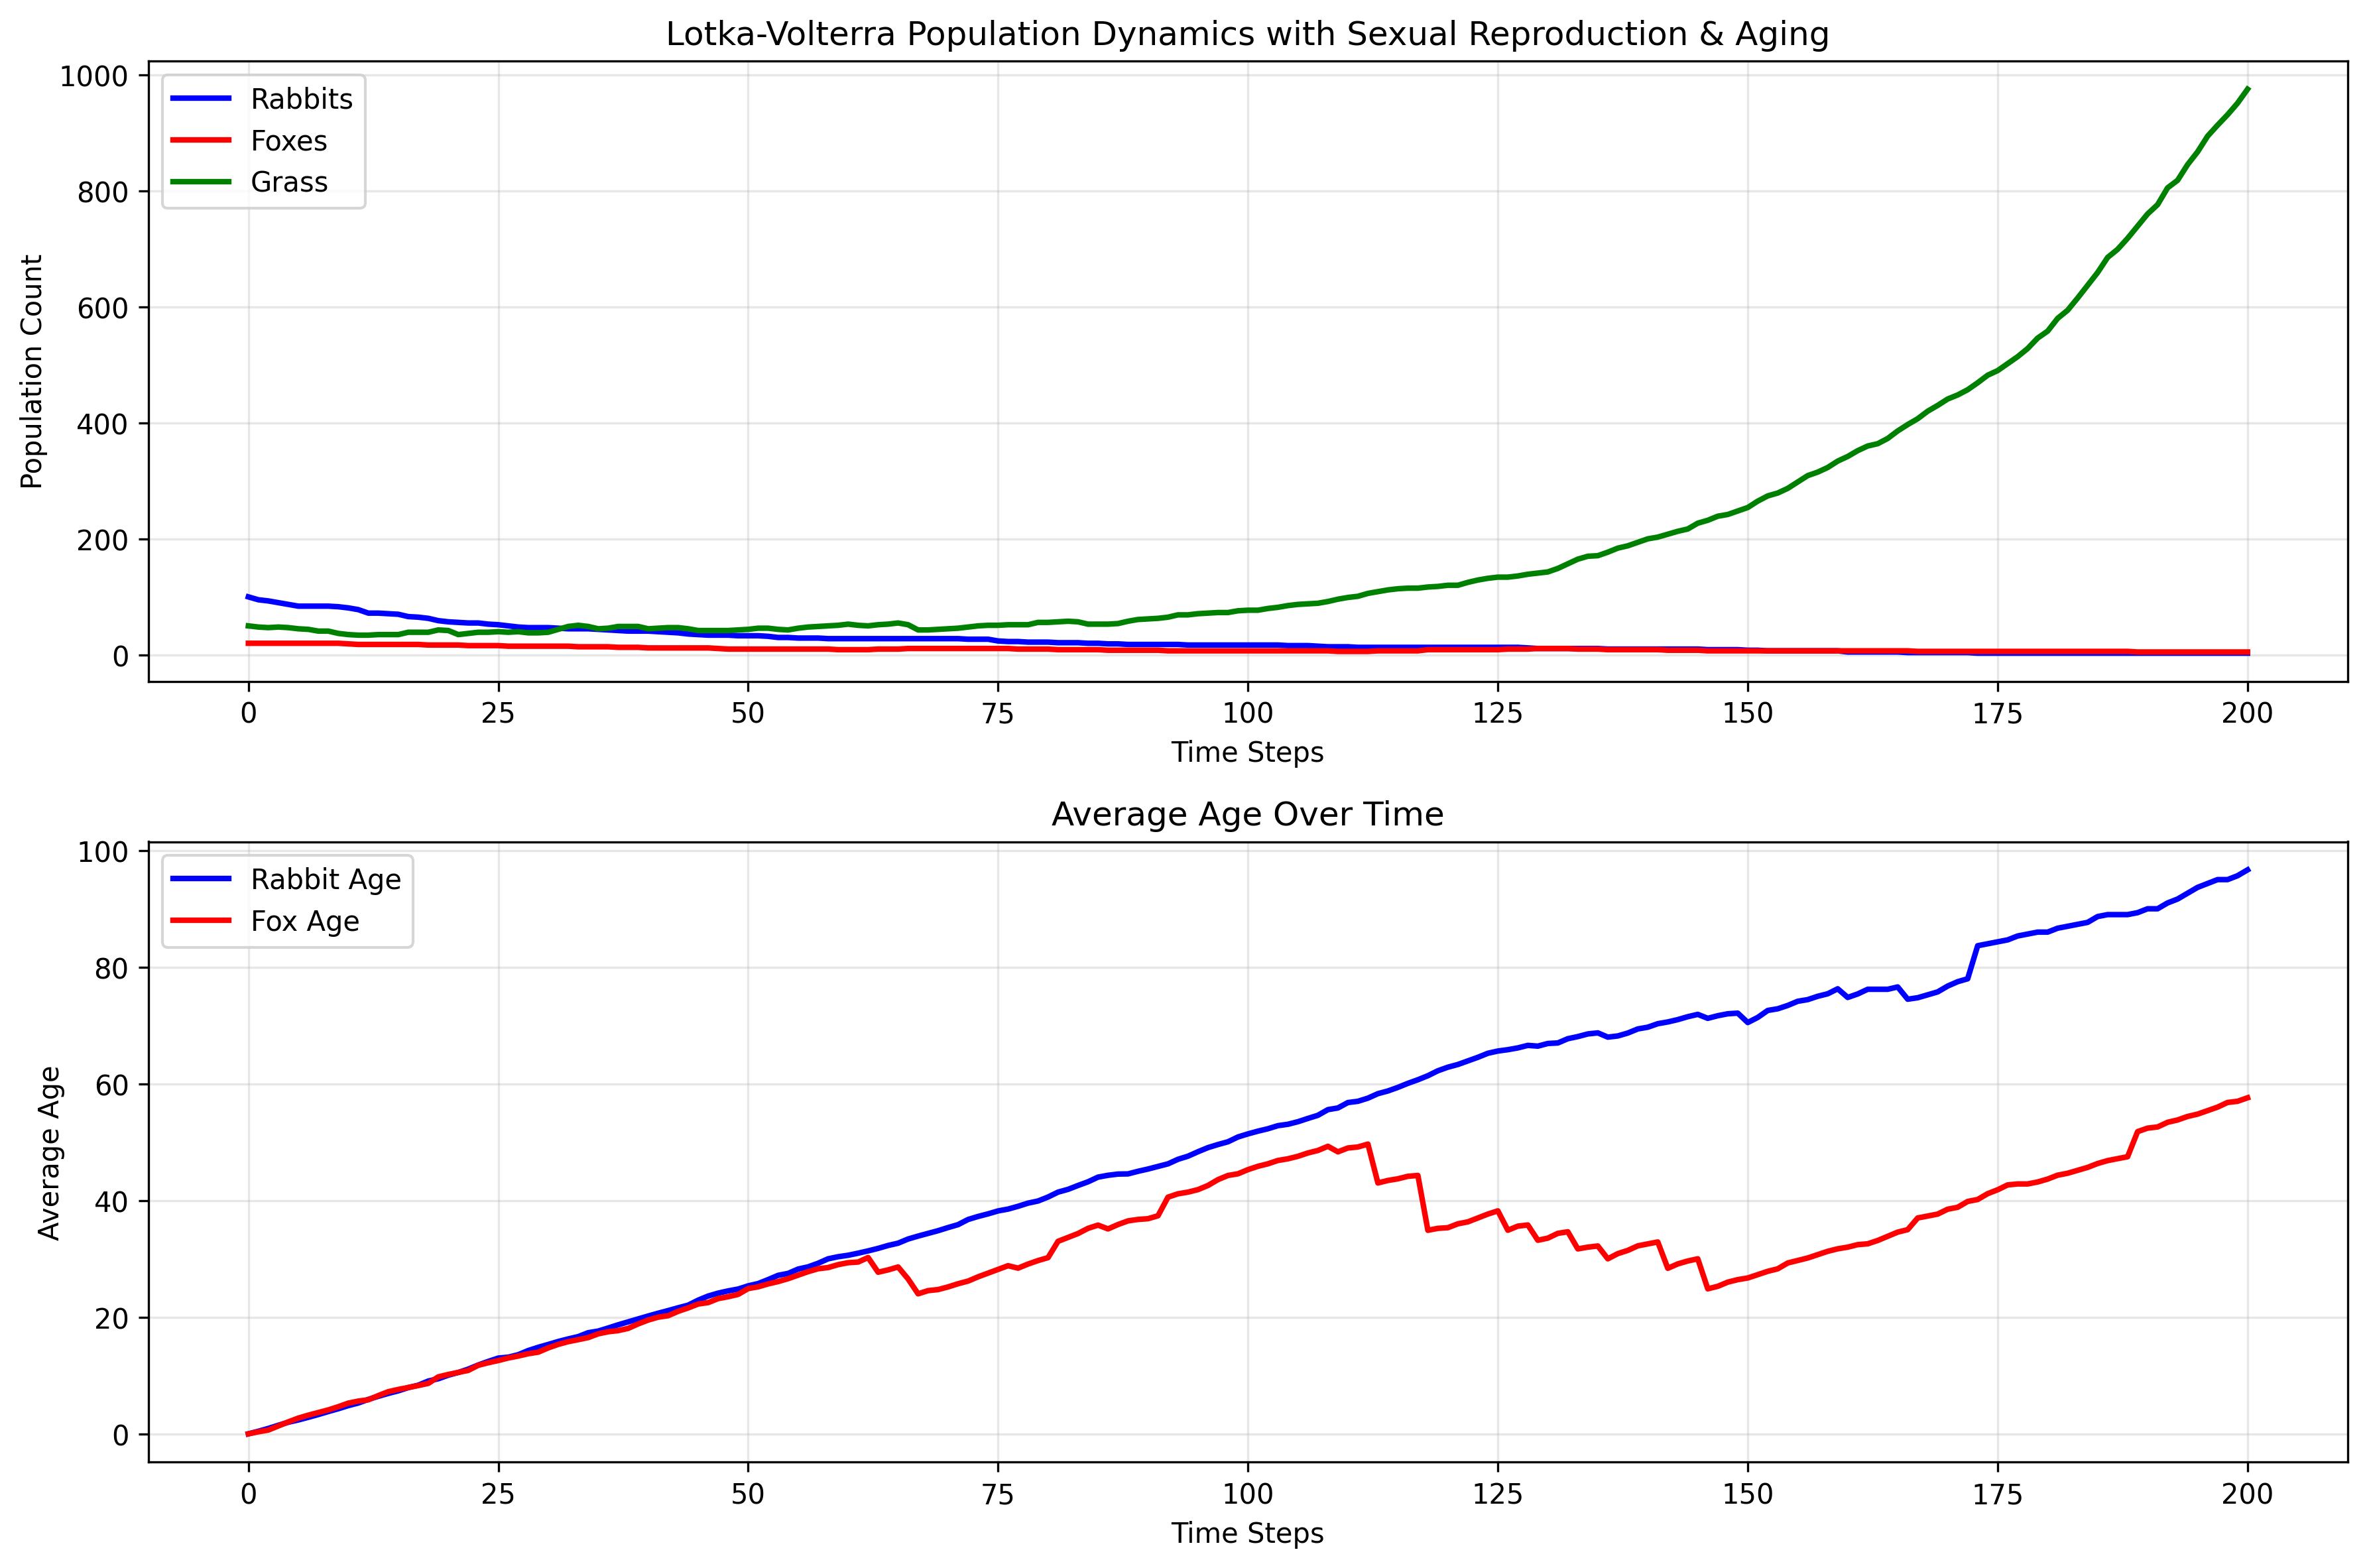 Lotka-Volterra Population Dynamics with Sexual Reproduction & Aging
1000
800
600
400
200
0
Population Count
Rabbits
Foxes
Grass
0 25 50 75 100 125 150 175 200
Time Steps
Average Age Over Time
100
80
60
40
20
0
Average Age
Rabbit Age
Fox Age
0 25 50 75 100 125 150 175 200
Time Steps